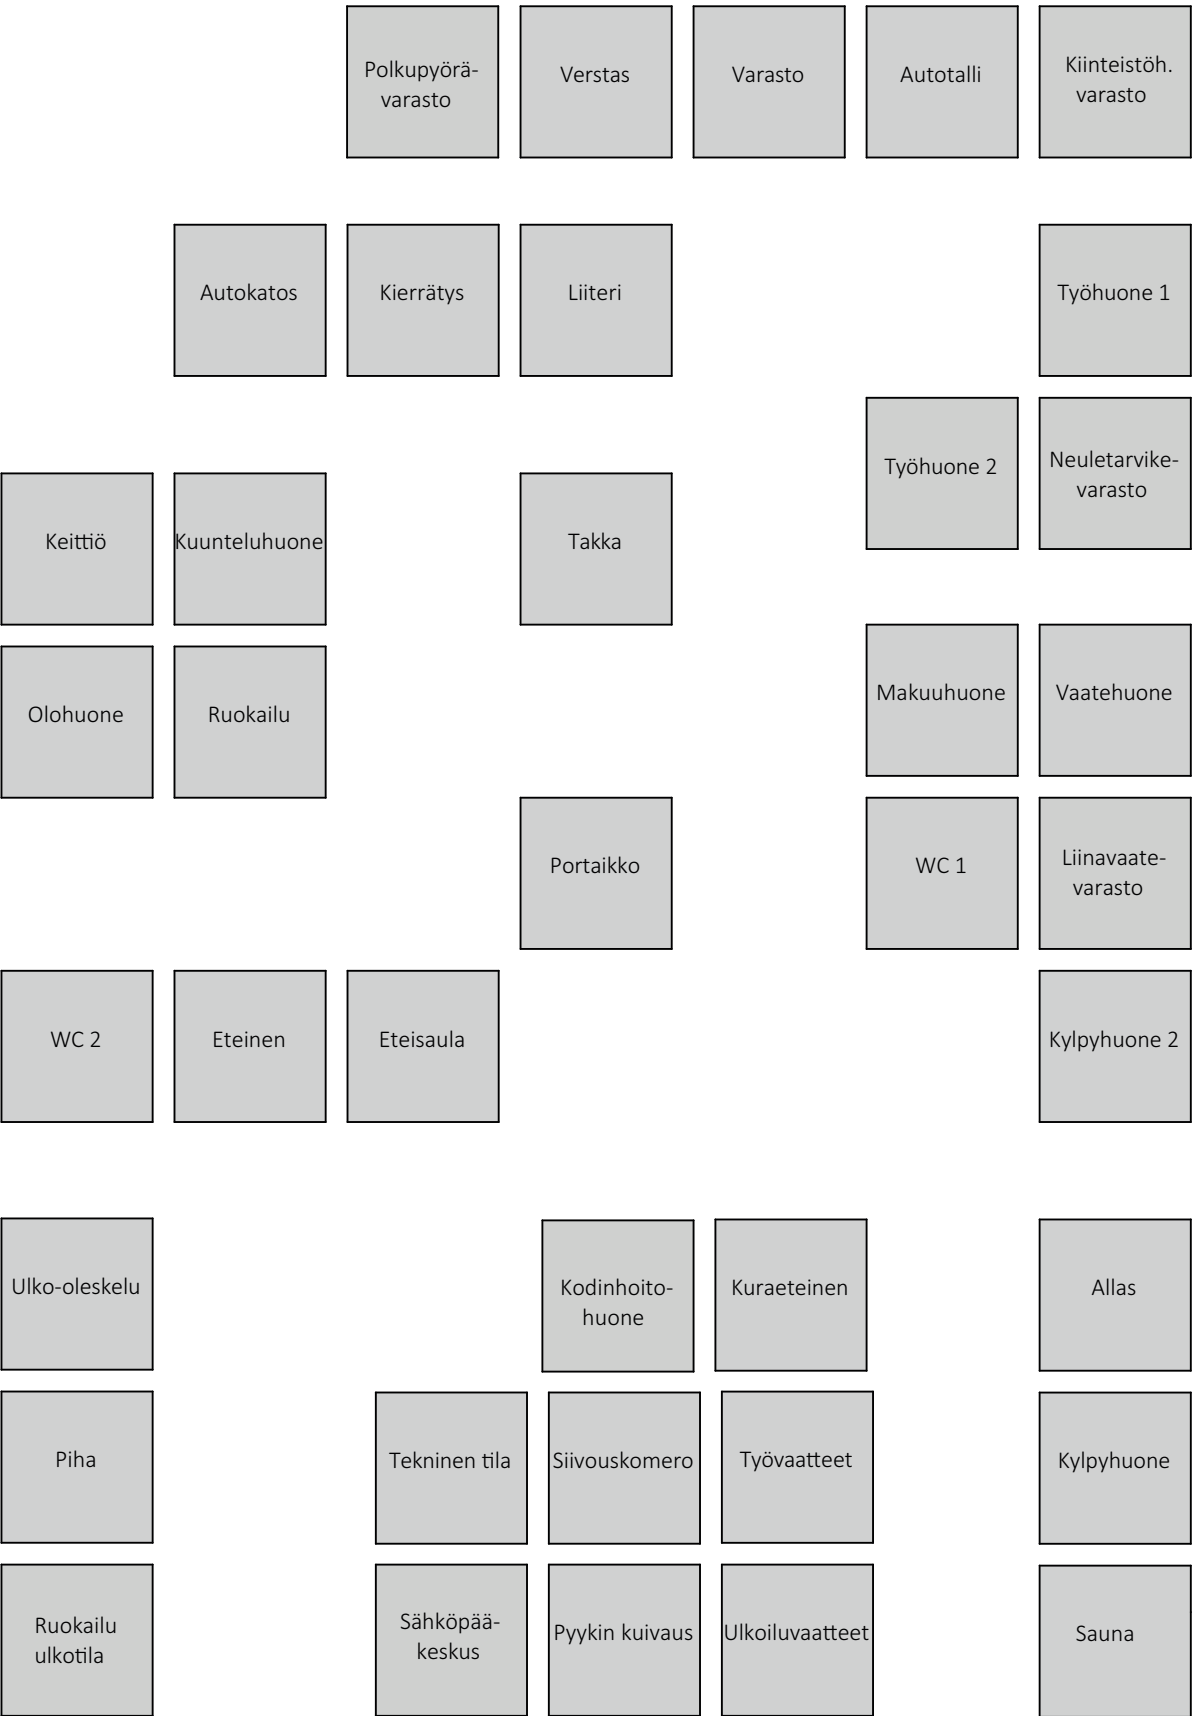 Polkupyörä-
varasto
Verstas
Varasto
Autotalli
Kiinteistöh.
varasto
Autokatos
Kierrätys
Liiteri
Työhuone 1
Työhuone 2
Neuletarvike-
varasto
Keittiö
Kuunteluhuone
Takka
Olohuone
Ruokailu
Makuuhuone
Vaatehuone
Portaikko
WC 1
Liinavaate-
varasto
WC 2
Eteinen
Eteisaula
Kylpyhuone 2
Ulko-oleskelu
Kodinhoito-
huone
Kuraeteinen
Allas
Piha
Tekninen tila
Siivouskomero
Työvaatteet
Kylpyhuone
Ruokailu
ulkotila
Sähköpää-
keskus
Pyykin kuivaus
Ulkoiluvaatteet
Sauna